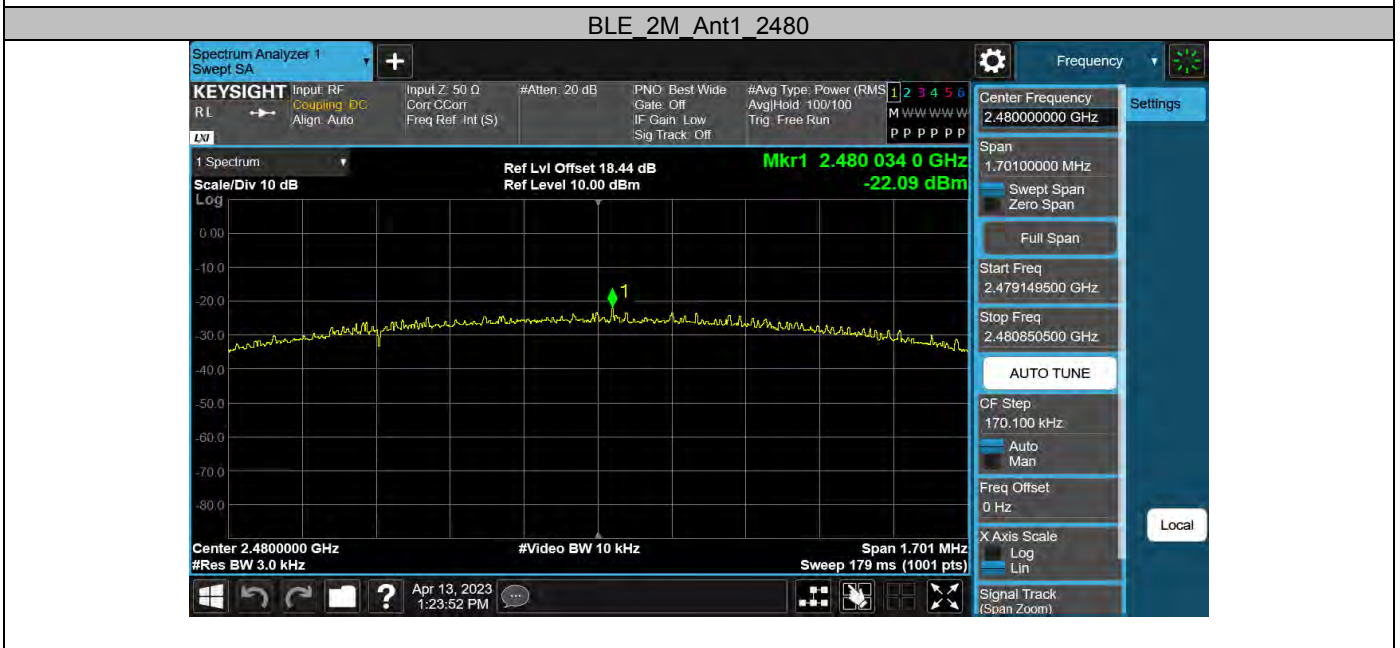 BLE_2M_Ant1_2480
Spectrum Analyzer 1
Swept SA
Frequency
KEYSIGHT
RL
LXI
Input: RF
Coupling: DC
Align: Auto
Input Z: 50 Ω
Corr CCorr
Freq Ref: Int (S)
#Atten: 20 dB
PNO: Best Wide
Gate: Off
IF Gain: Low
Sig Track: Off
#Avg Type: Power (RMS
Avg|Hold: 100/100
Trig: Free Run
1 2 3 4 5 6
M W W W W W
P P P P P P
1 Spectrum
Scale/Div 10 dB
Log
Ref Lvl Offset 18.44 dB
Ref Level 10.00 dBm
Mkr1 2.480 034 0 GHz
-22.09 dBm
0.00
-10.0
-20.0
-30.0
-40.0
-50.0
-60.0
-70.0
-80.0
1
Center 2.4800000 GHz
#Res BW 3.0 kHz
#Video BW 10 kHz
Span 1.701 MHz
Sweep 179 ms (1001 pts)
Apr 13, 2023
1:23:52 PM
Center Frequency
2.480000000 GHz
Span
1.70100000 MHz
Swept Span
Zero Span
Full Span
Start Freq
2.479149500 GHz
Stop Freq
2.480850500 GHz
AUTO TUNE
CF Step
170.100 kHz
Auto
Man
Freq Offset
0 Hz
X Axis Scale
Log
Lin
Signal Track
(Span Zoom)
Settings
Local